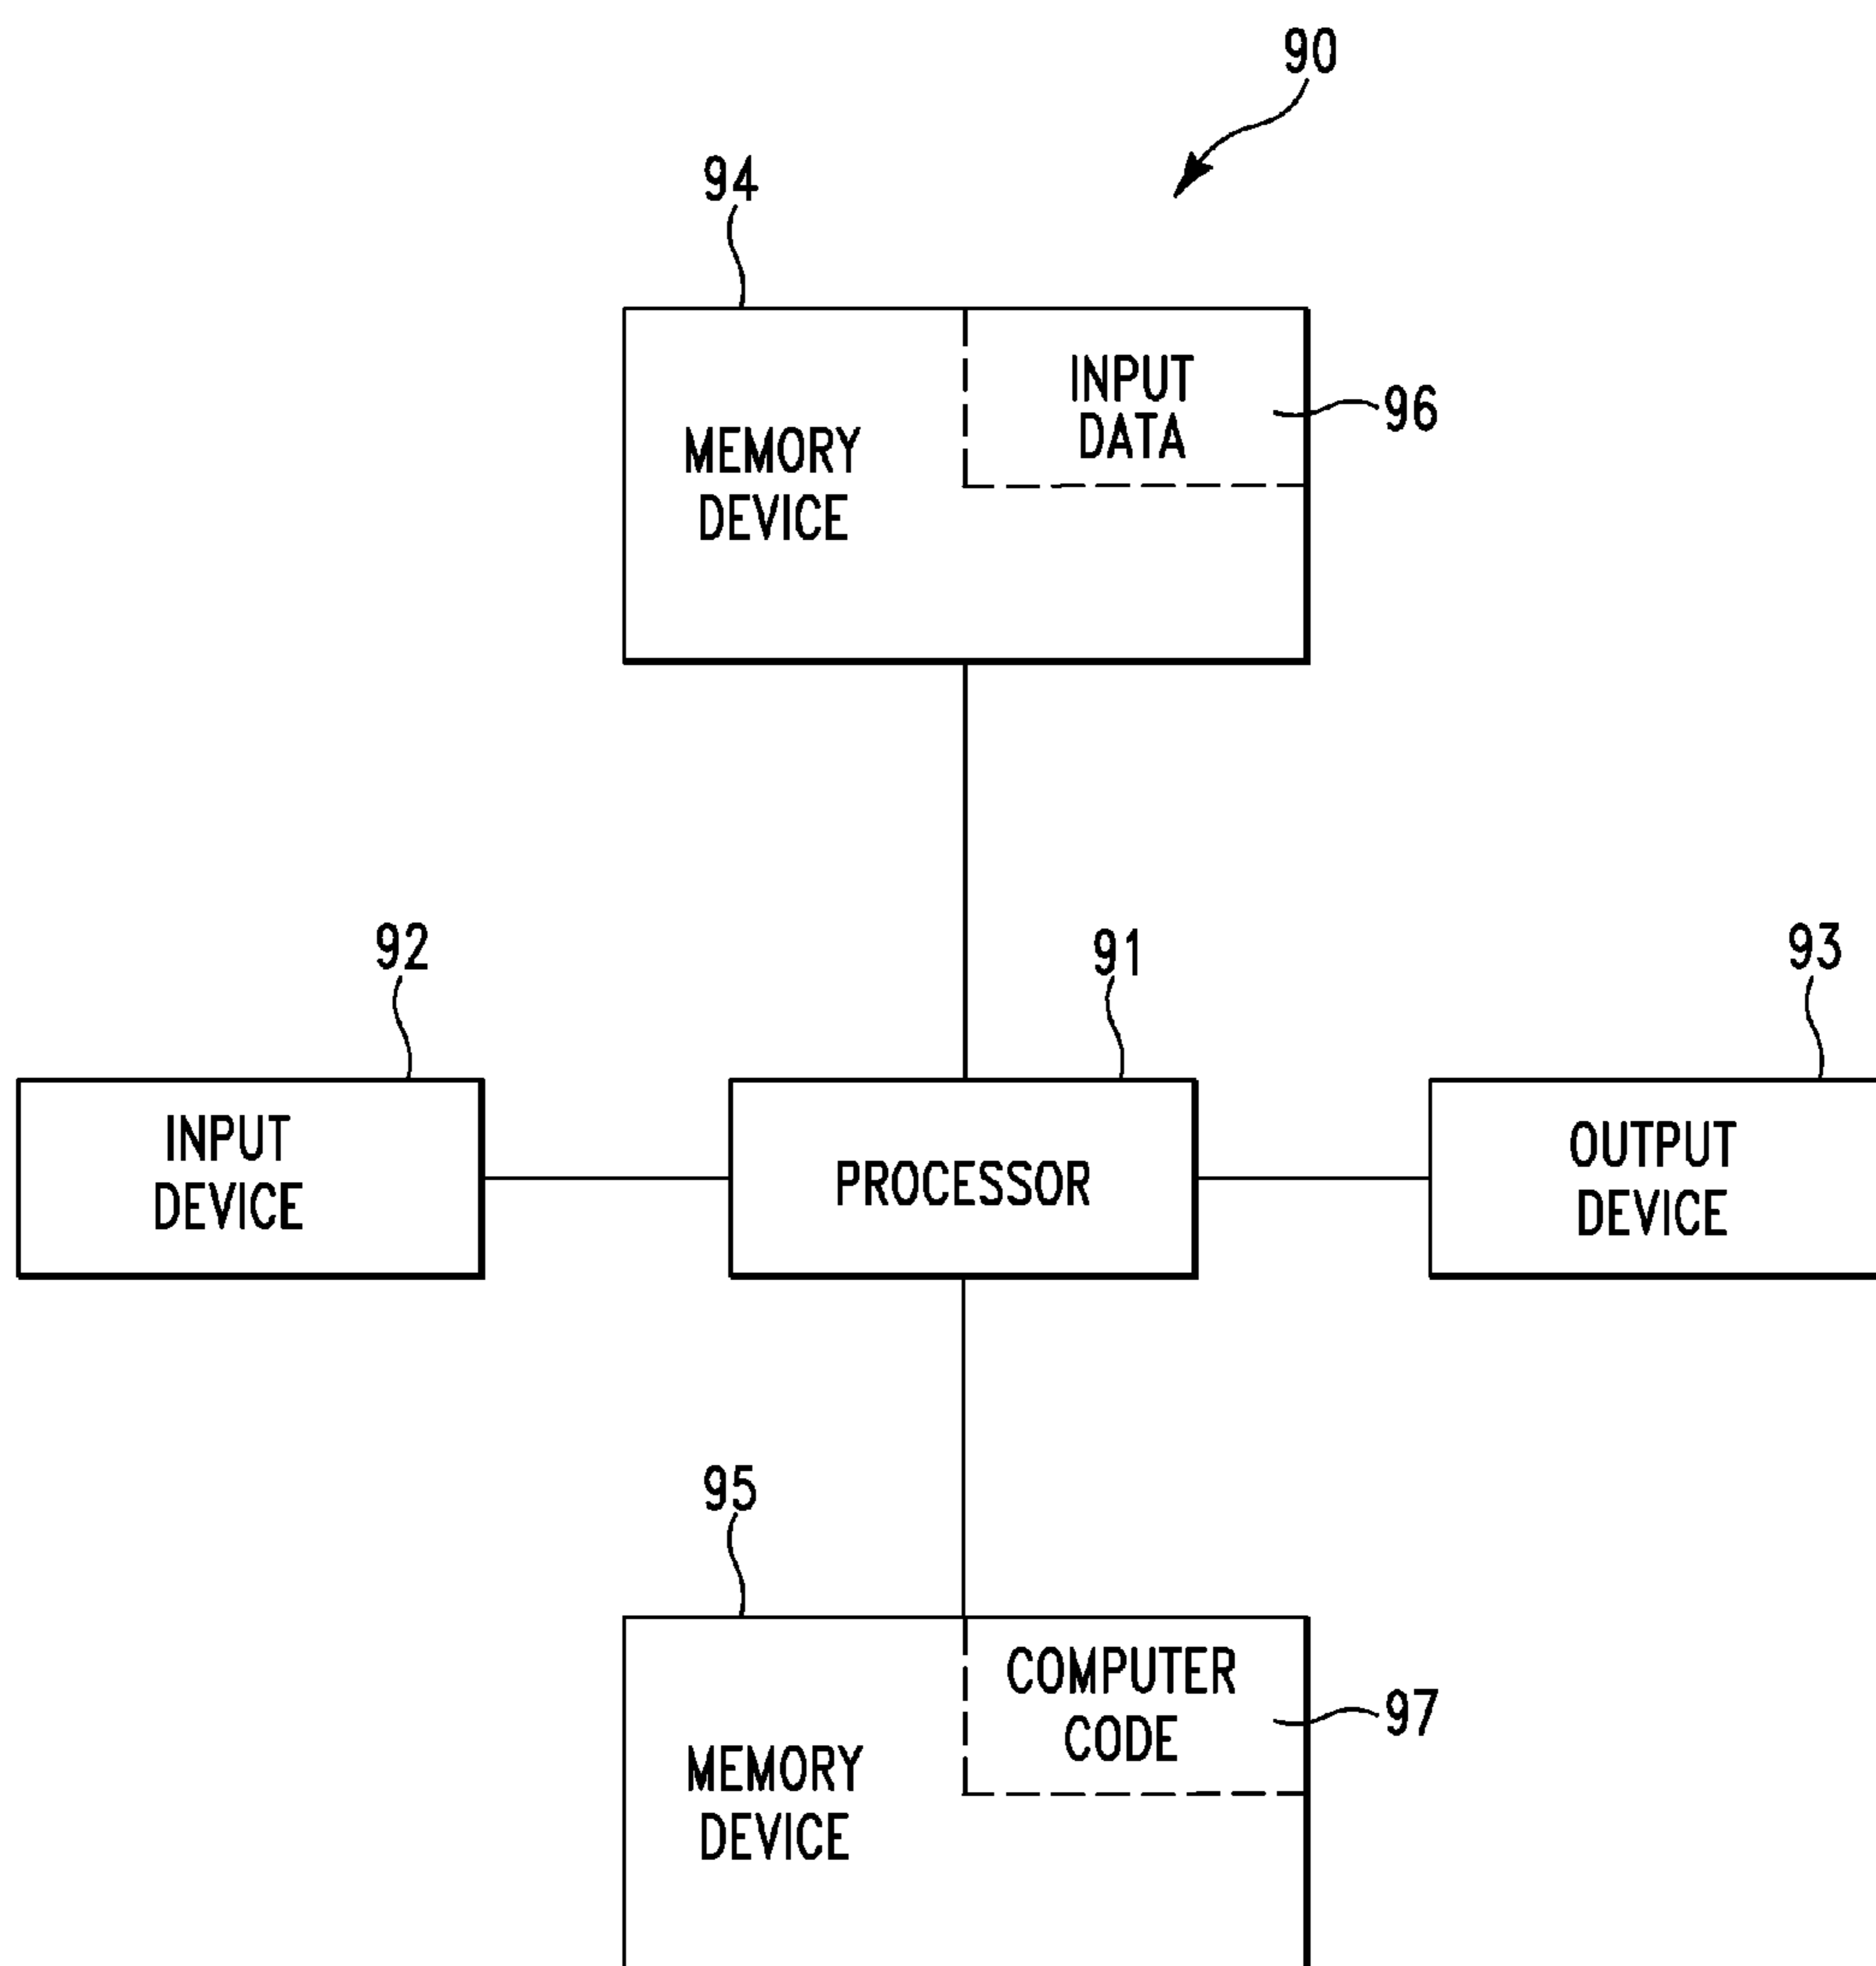 90
94
INPUT
DATA
96
MEMORY
DEVICE
92
91
93
INPUT
DEVICE
PROCESSOR
OUTPUT
DEVICE
95
COMPUTER
CODE
97
MEMORY
DEVICE